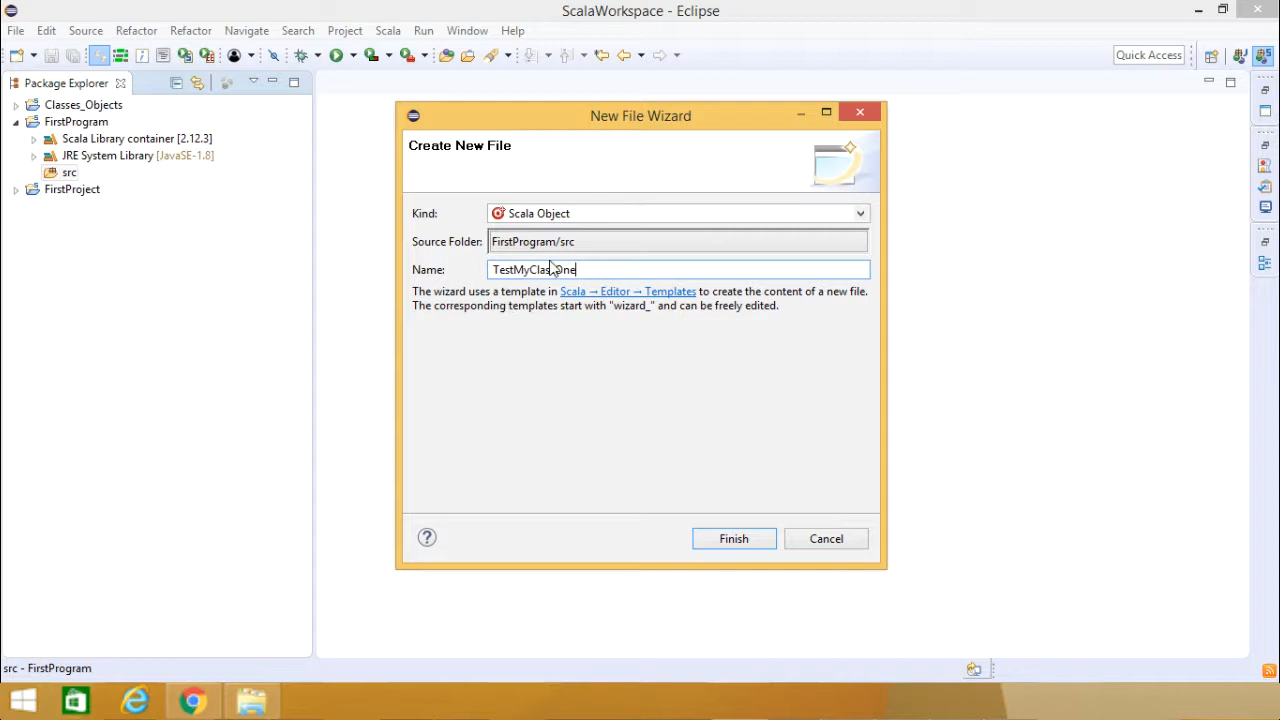 ScalaWorkspace - Eclipse
File Edit Source Refactor Refactor Navigate Search Project Scala Run Window Help
Quick Access
Package Explorer
Classes_Objects
FirstProgram
Scala Library container [2.12.3]
JRE System Library [JavaSE-1.8]
src
FirstProject
New File Wizard
Create New File
Kind: Scala Object
Source Folder: FirstProgram/src
Name:
The wizard uses a template in Scala → Editor → Templates to create the content of a new file.
The corresponding templates start with "wizard_" and can be freely edited.
Finish Cancel
src - FirstProgram